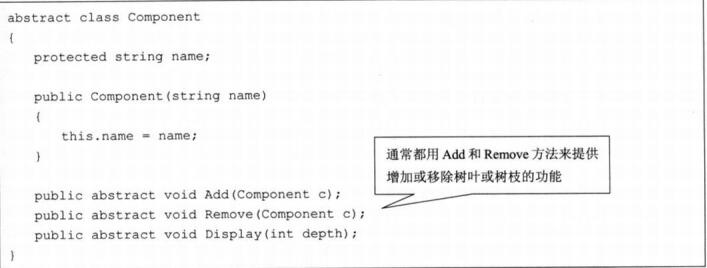 abstract class Component
{
    protected string name;
    public Component(string name)
    {
        this.name = name;
    }
通常都用 Add 和 Remove 方法来提供
增加或移除树叶或树枝的功能
    public abstract void Add(Component c);
    public abstract void Remove(Component c);
    public abstract void Display(int depth);
}